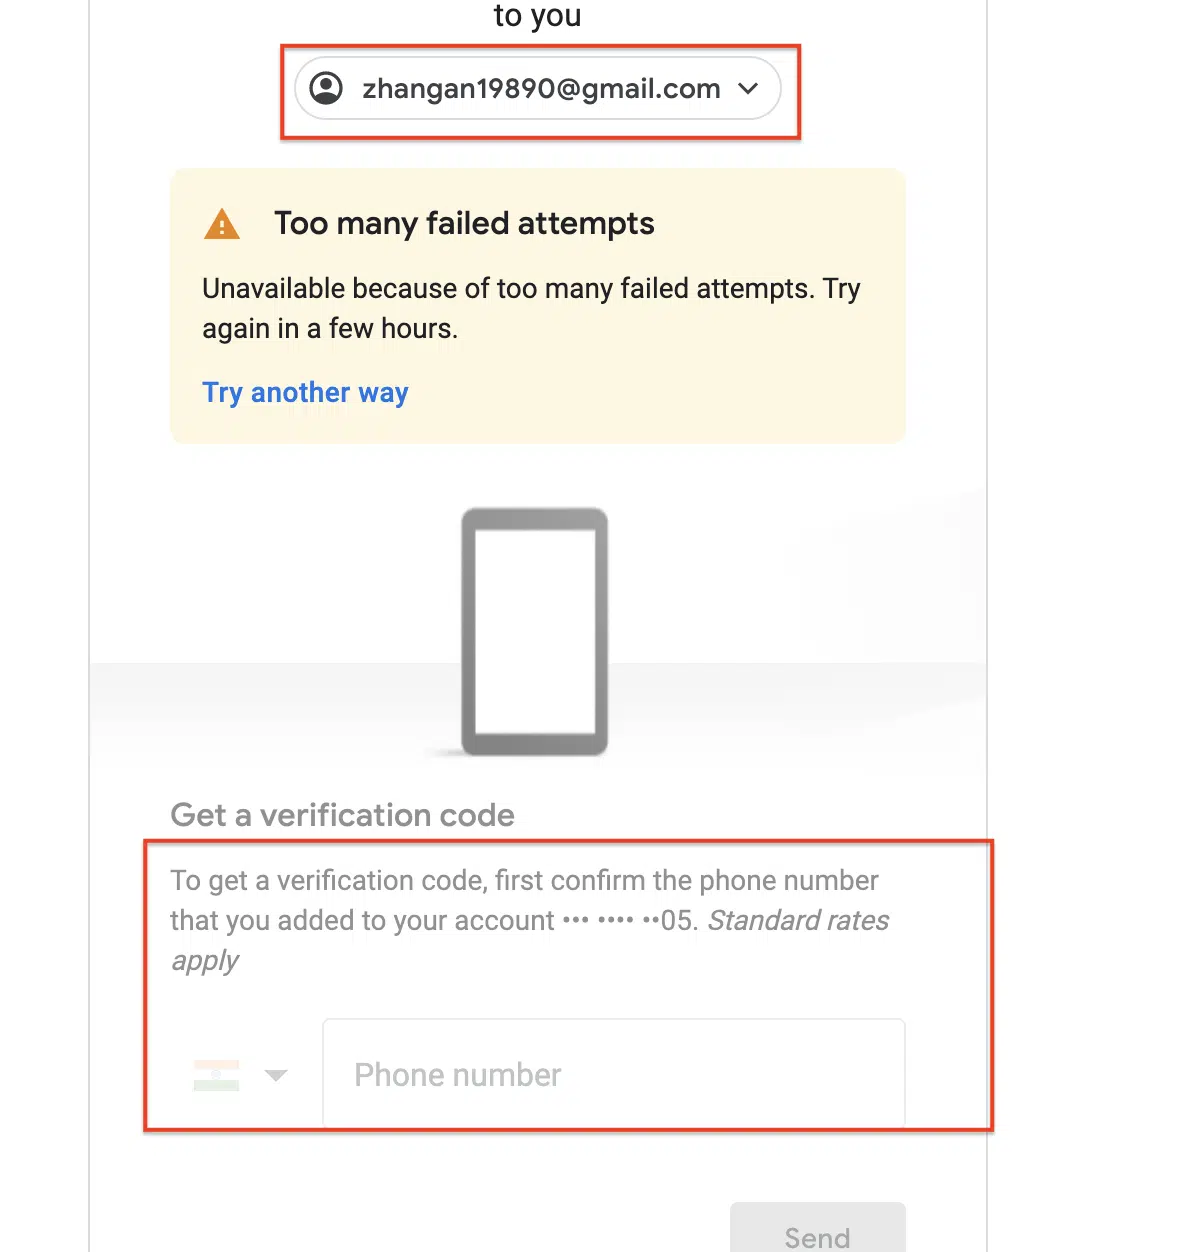 to you
zhangan19890@gmail.com
Too many failed attempts
Unavailable because of too many failed attempts. Try
again in a few hours.
Try another way
Get a verification code
To get a verification code, first confirm the phone number
that you added to your account ••• •••• ••05. Standard rates
apply
Phone number
Send